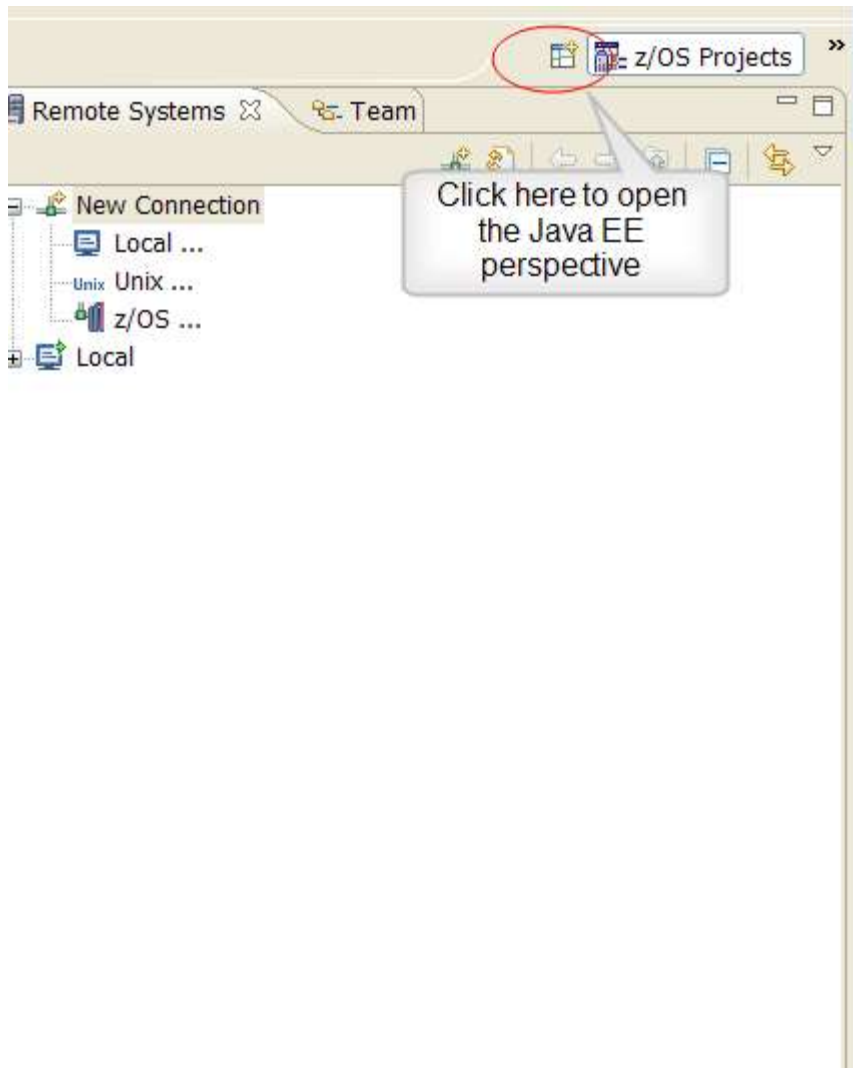 z/OS Projects
»
Remote Systems
Team
Click here to open
the Java EE
perspective
New Connection
Local ...
Unix Unix ...
z/OS ...
Local